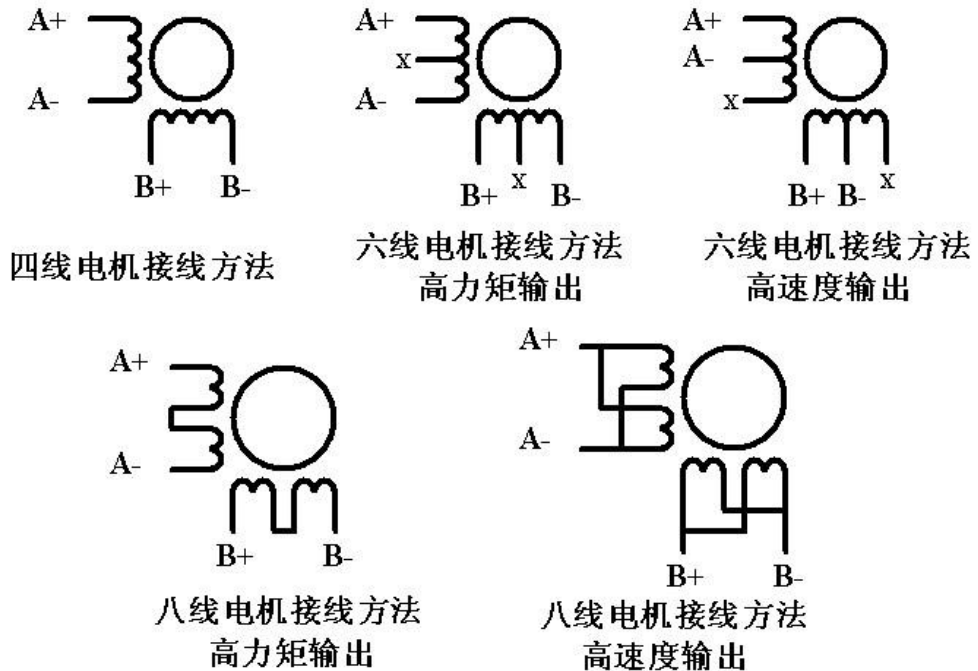 A+
A-
B+ B-
四线电机接线方法
A+
x
A-
B+ x B-
六线电机接线方法
高力矩输出
A+
A-
x
B+ B- x
六线电机接线方法
高速度输出
A+
A-
B+ B-
八线电机接线方法
高力矩输出
A+
A-
B+ B-
八线电机接线方法
高速度输出